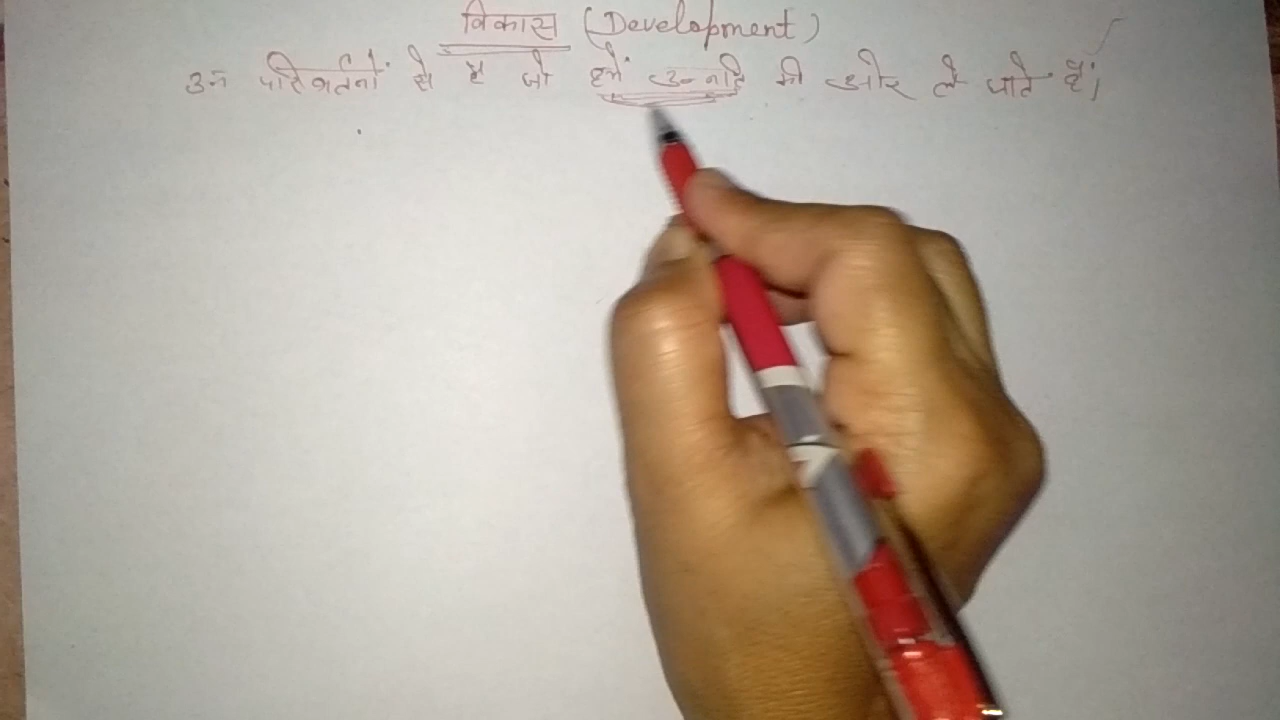 विकास (Development)
उन परिवर्तनों से है जो हमें उन्नति की ओर ले जाते हैं।